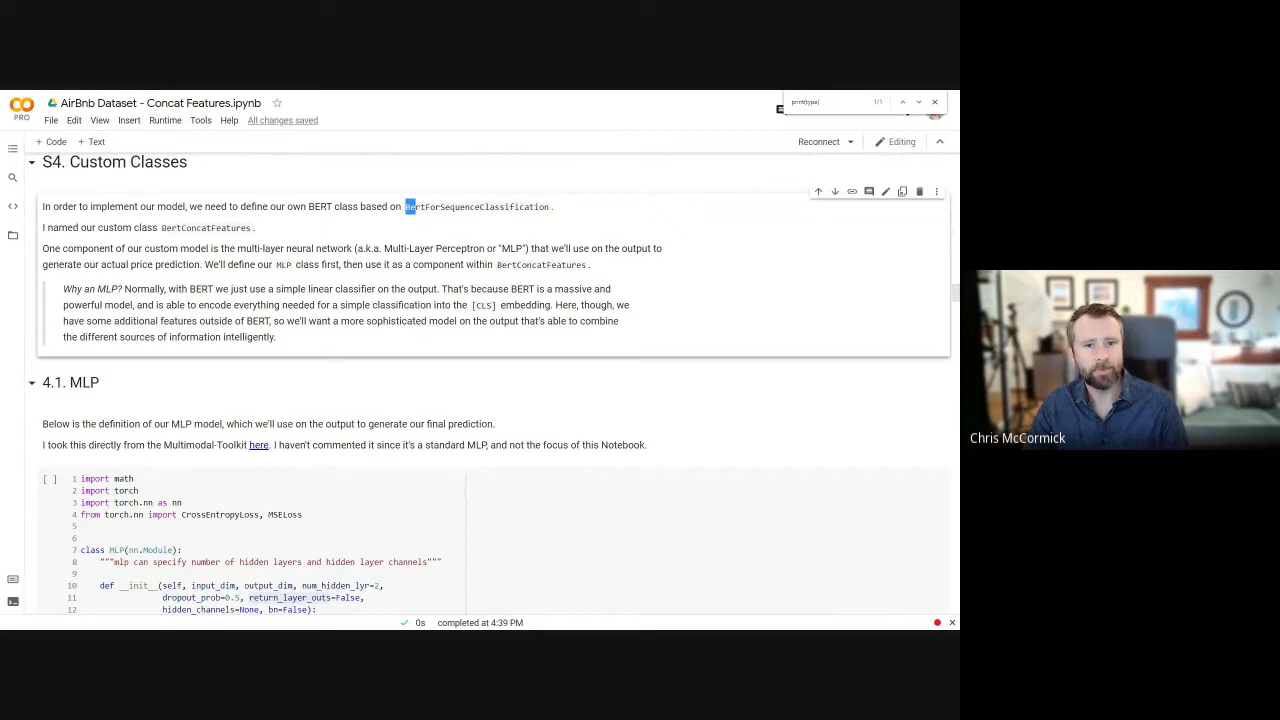 AirBnb Dataset - Concat Features.ipynb
print(type)
1/1
PRO
File Edit View Insert Runtime Tools Help All changes saved
+ Code + Text
Reconnect
Editing
S4. Custom Classes
In order to implement our model, we need to define our own BERT class based on BertForSequenceClassification.
I named our custom class BertConcatFeatures.
One component of our custom model is the multi-layer neural network (a.k.a. Multi-Layer Perceptron or "MLP") that we'll use on the output to
generate our actual price prediction. We'll define our MLP class first, then use it as a component within BertConcatFeatures.
Why an MLP? Normally, with BERT we just use a simple linear classifier on the output. That's because BERT is a massive and
powerful model, and is able to encode everything needed for a simple classification into the [CLS] embedding. Here, though, we
have some additional features outside of BERT, so we'll want a more sophisticated model on the output that's able to combine
the different sources of information intelligently.
4.1. MLP
Below is the definition of our MLP model, which we'll use on the output to generate our final prediction.
I took this directly from the Multimodal-Toolkit here. I haven't commented it since it's a standard MLP, and not the focus of this Notebook.
[ ]
1 import math
2 import torch
3 import torch.nn as nn
4 from torch.nn import CrossEntropyLoss, MSELoss
5
6
7 class MLP(nn.Module):
8 """mlp can specify number of hidden layers and hidden layer channels"""
9
10 def __init__(self, input_dim, output_dim, num_hidden_lyr=2,
11 dropout_prob=0.5, return_layer_outs=False,
12 hidden_channels=None, bn=False):
0s completed at 4:39 PM
Chris McCormick